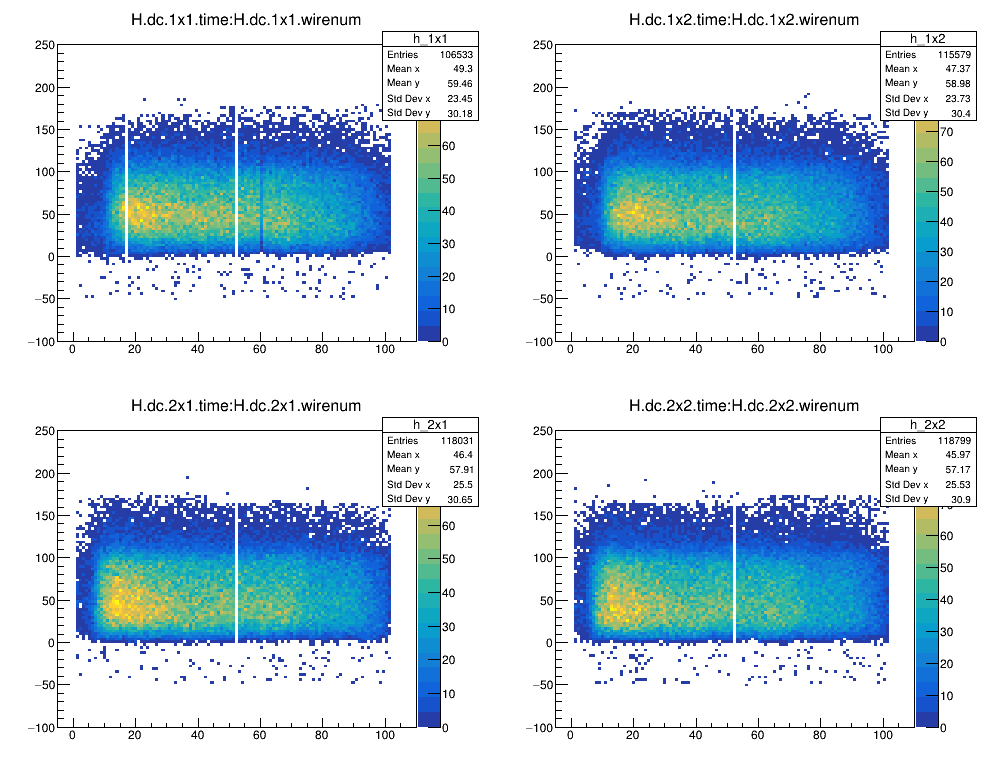 H.dc.1x1.time:H.dc.1x1.wirenum
h_1x1
Entries 106533
Mean x 49.3
Mean y 59.46
Std Dev x 23.45
Std Dev y 30.18
250
200
150
100
50
0
−50
−100
0 20 40 60 80 100
60
50
40
30
20
10
0
H.dc.1x2.time:H.dc.1x2.wirenum
h_1x2
Entries 115579
Mean x 47.37
Mean y 58.98
Std Dev x 23.73
Std Dev y 30.4
250
200
150
100
50
0
−50
−100
0 20 40 60 80 100
70
60
50
40
30
20
10
0
H.dc.2x1.time:H.dc.2x1.wirenum
h_2x1
Entries 118031
Mean x 46.4
Mean y 57.91
Std Dev x 25.5
Std Dev y 30.65
250
200
150
100
50
0
−50
−100
0 20 40 60 80 100
60
50
40
30
20
10
0
H.dc.2x2.time:H.dc.2x2.wirenum
h_2x2
Entries 118799
Mean x 45.97
Mean y 57.17
Std Dev x 25.53
Std Dev y 30.9
250
200
150
100
50
0
−50
−100
0 20 40 60 80 100
60
50
40
30
20
10
0